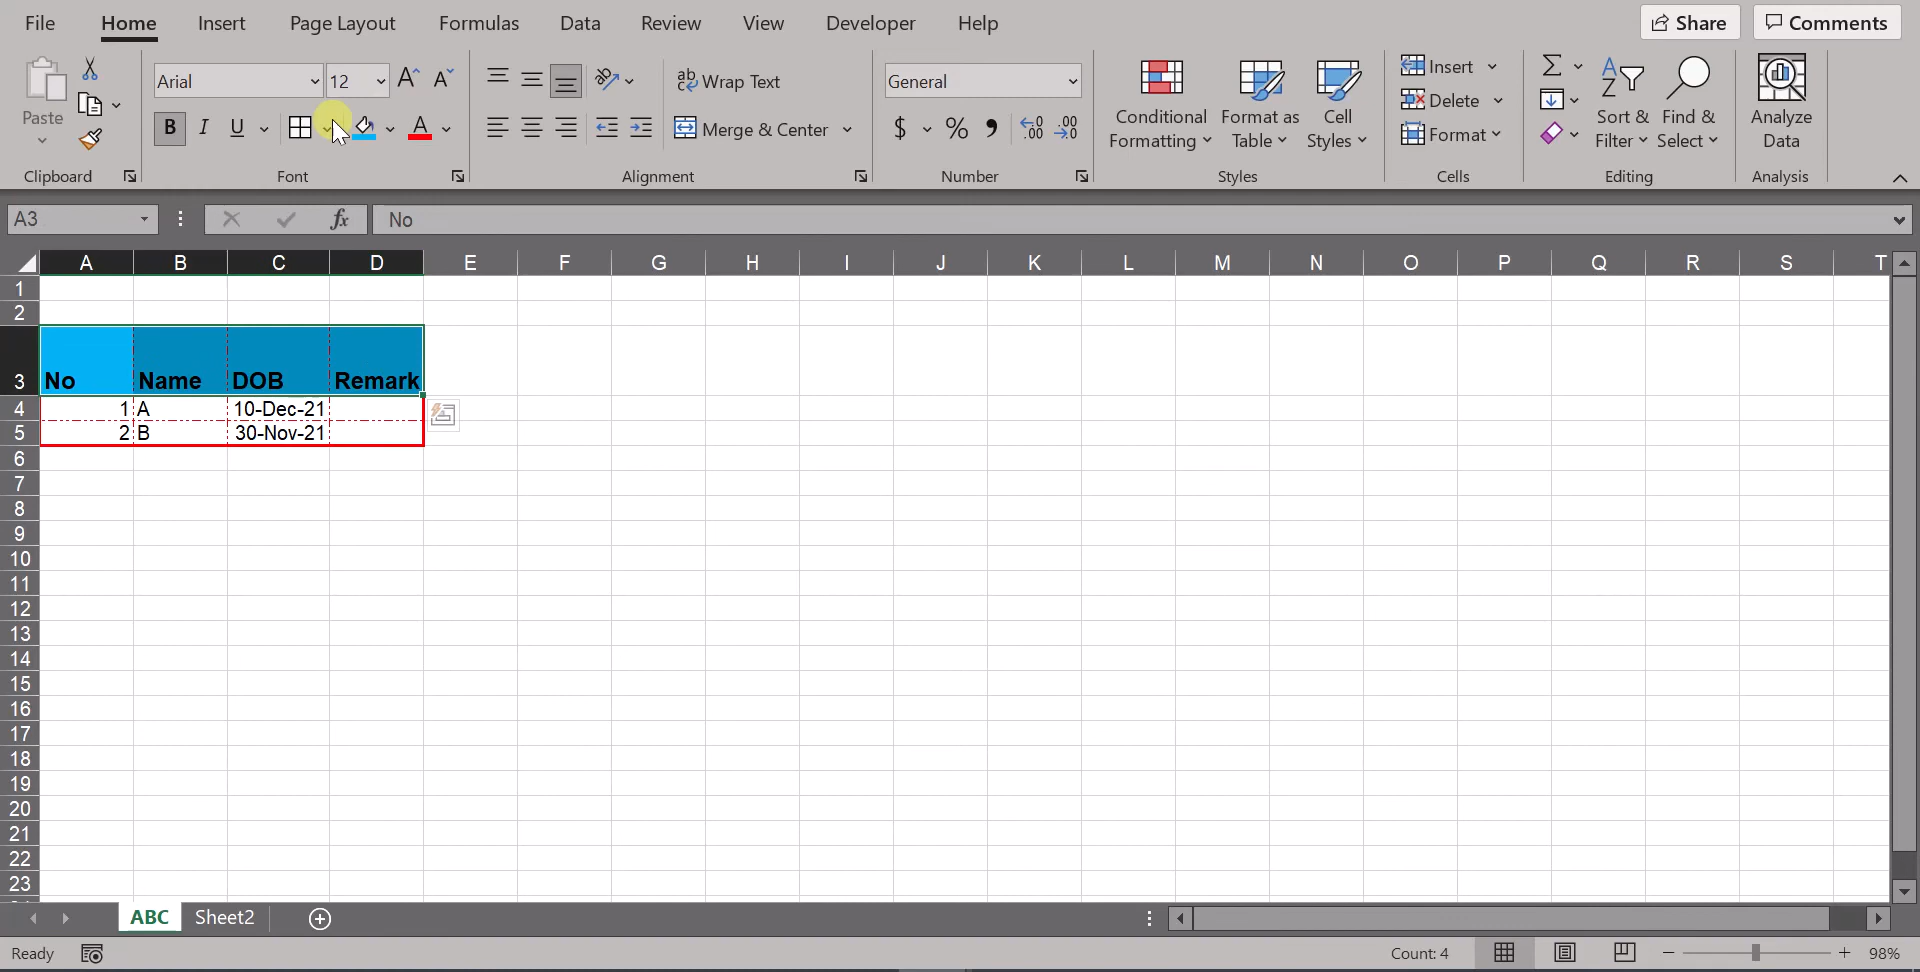 File Home Insert Page Layout Formulas Data Review View Developer Help Share Comments
Paste
Clipboard
Arial 12
B I U A
Font
ab Wrap Text
Merge & Center
Alignment
General
$ % , .00 .00
Number
Conditional Formatting
Format as Table
Cell Styles
Styles
Insert
Delete
Format
Cells
Sort & Filter
Find & Select
Editing
Analyze Data
Analysis
A3 fx No
A B C D E F G H I J K L M N O P Q R S T
1
2
3 No Name DOB Remark
4 1 A 10-Dec-21
5 2 B 30-Nov-21
6
7
8
9
10
11
12
13
14
15
16
17
18
19
20
21
22
23
ABC Sheet2
Ready Count: 4 98%